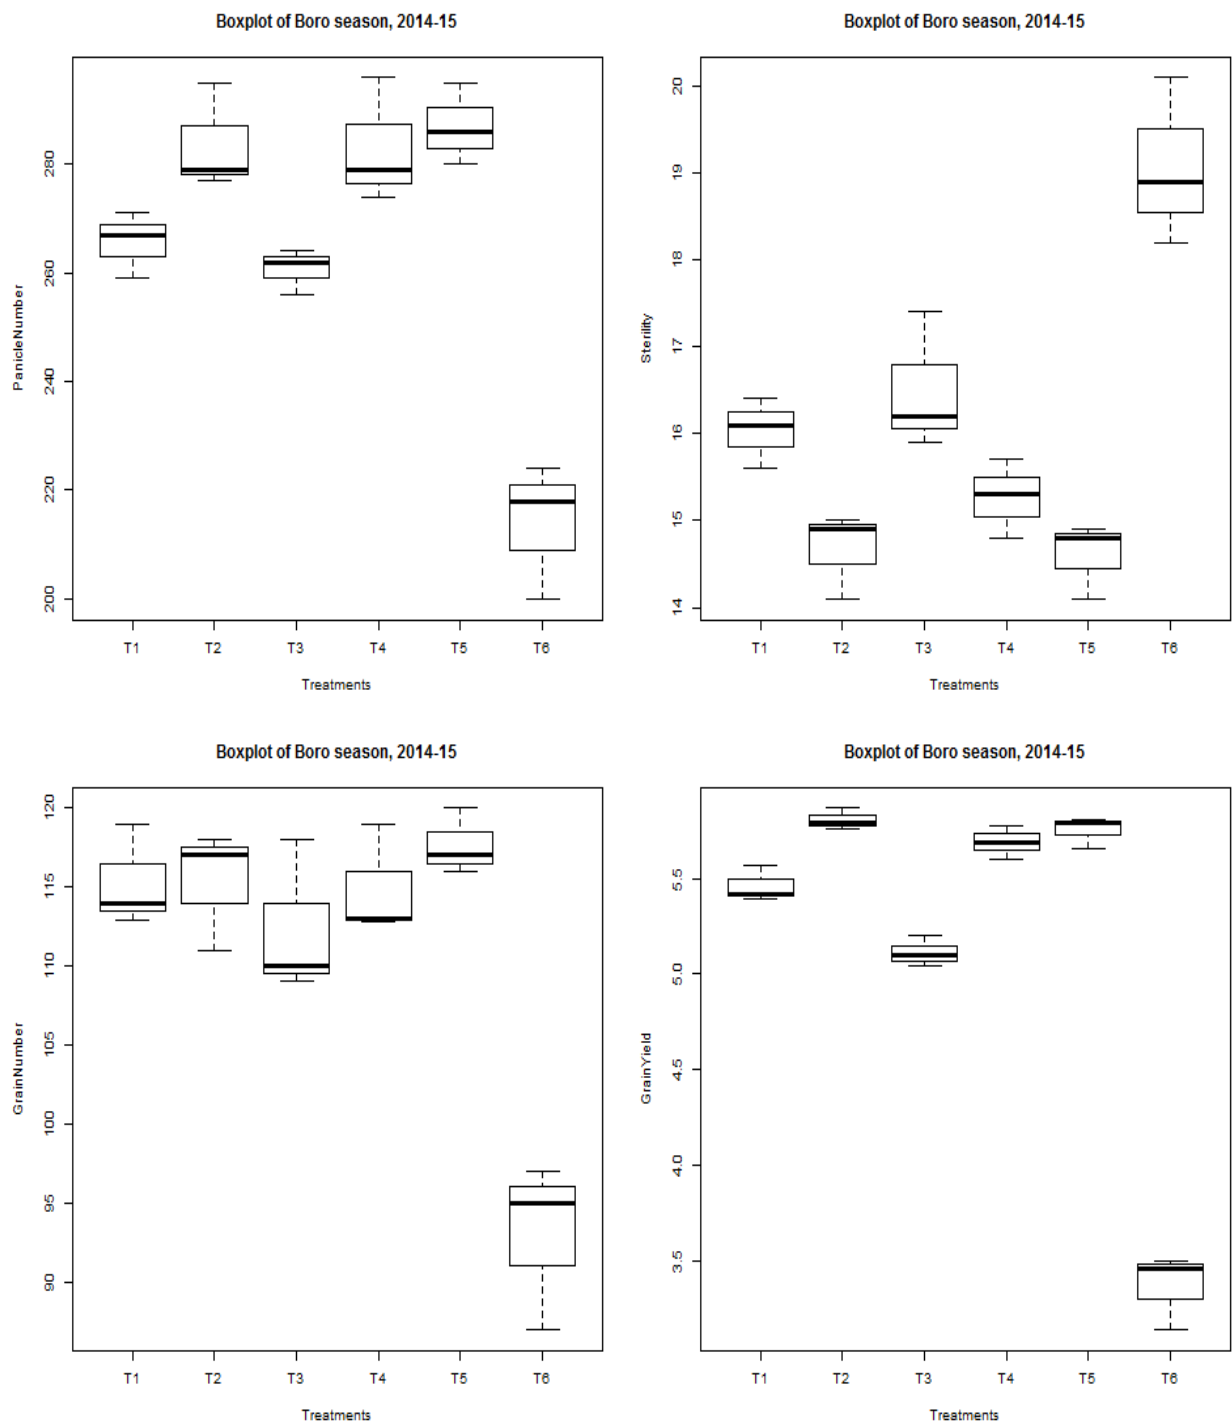 Boxplot of Boro season, 2014-15
PanicleNumber
280
260
240
220
200
T1 T2 T3 T4 T5 T6
Treatments
Boxplot of Boro season, 2014-15
Sterility
20
19
18
17
16
15
14
T1 T2 T3 T4 T5 T6
Treatments
Boxplot of Boro season, 2014-15
GrainNumber
120
115
110
105
100
95
90
T1 T2 T3 T4 T5 T6
Treatments
Boxplot of Boro season, 2014-15
GrainYield
5.5
5.0
4.5
4.0
3.5
T1 T2 T3 T4 T5 T6
Treatments